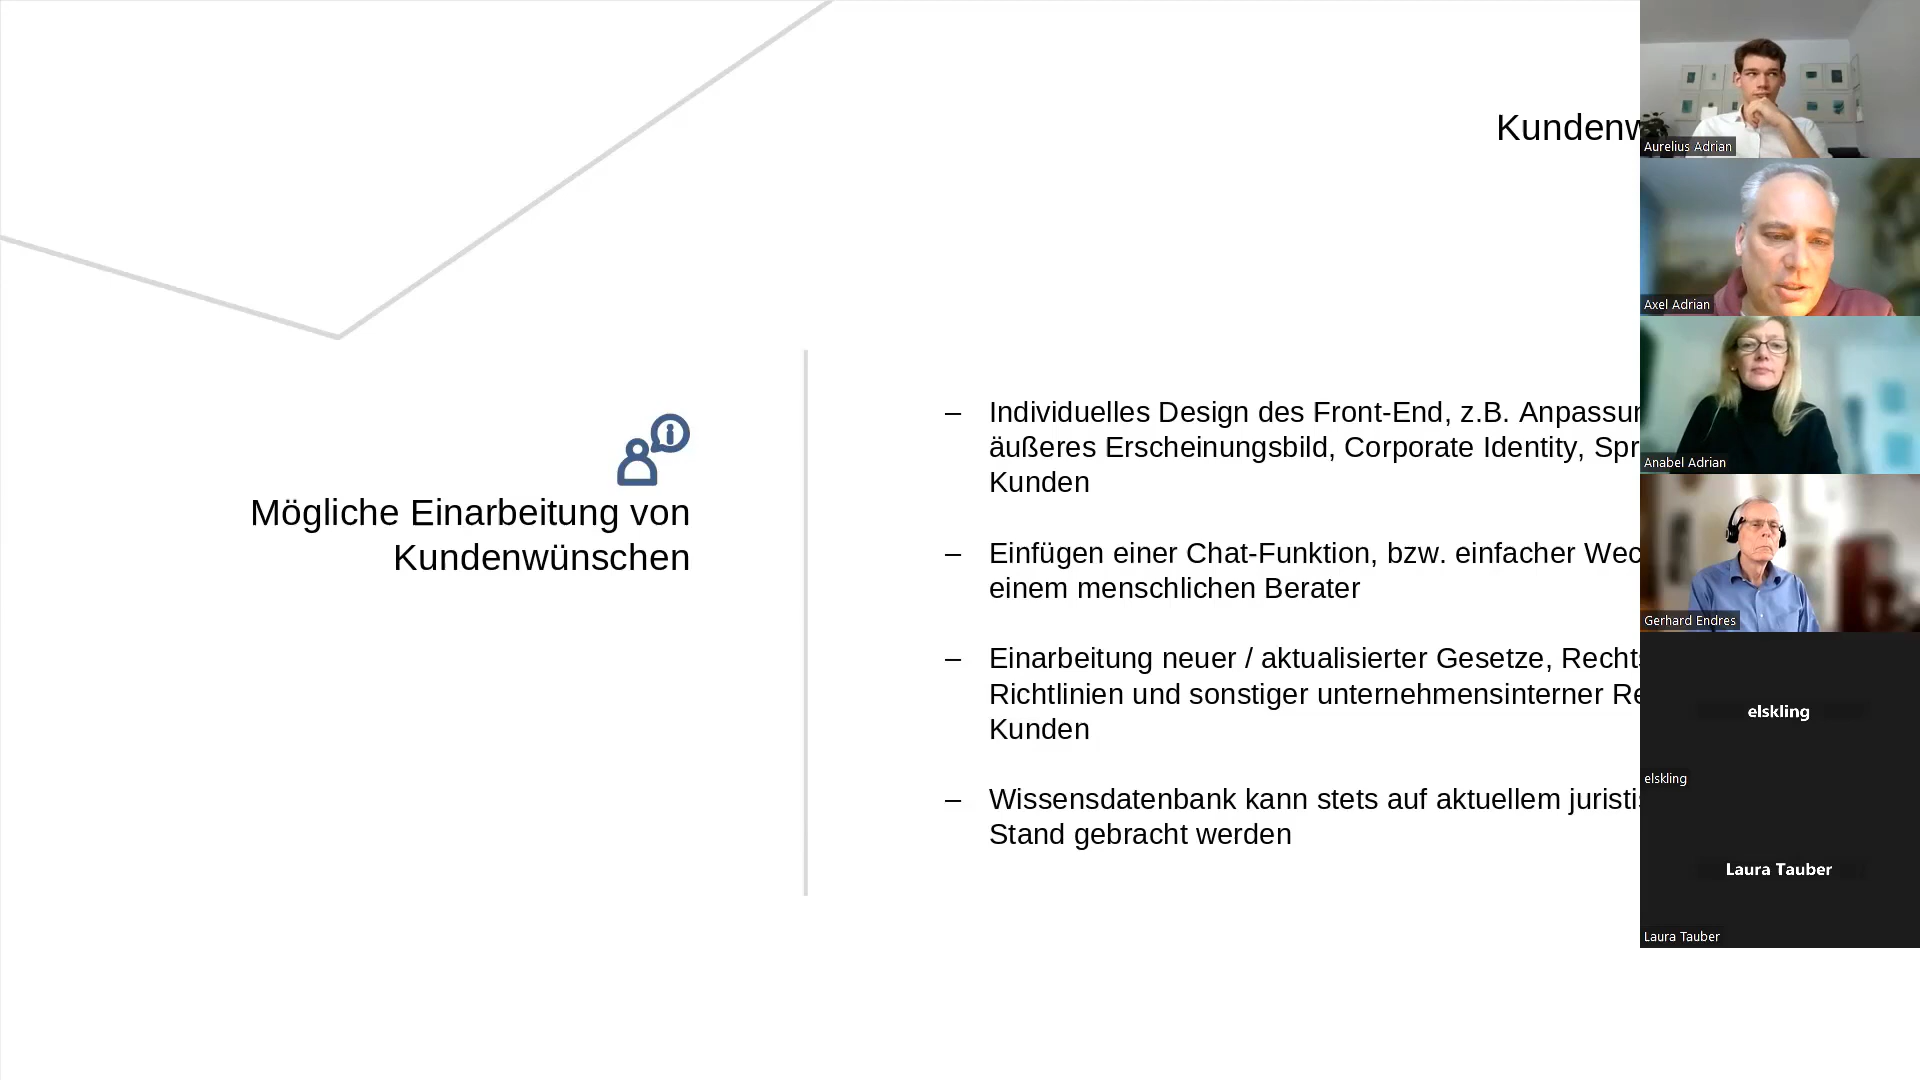 Kundenw
Mögliche Einarbeitung von
Kundenwünschen
– Individuelles Design des Front-End, z.B. Anpassun
äußeres Erscheinungsbild, Corporate Identity, Spr
Kunden
– Einfügen einer Chat-Funktion, bzw. einfacher Wec
einem menschlichen Berater
– Einarbeitung neuer / aktualisierter Gesetze, Rechts
Richtlinien und sonstiger unternehmensinterner Re
Kunden
– Wissensdatenbank kann stets auf aktuellem juristis
Stand gebracht werden
Aurelius Adrian
Axel Adrian
Anabel Adrian
Gerhard Endres
elskling
elskling
Laura Tauber
Laura Tauber